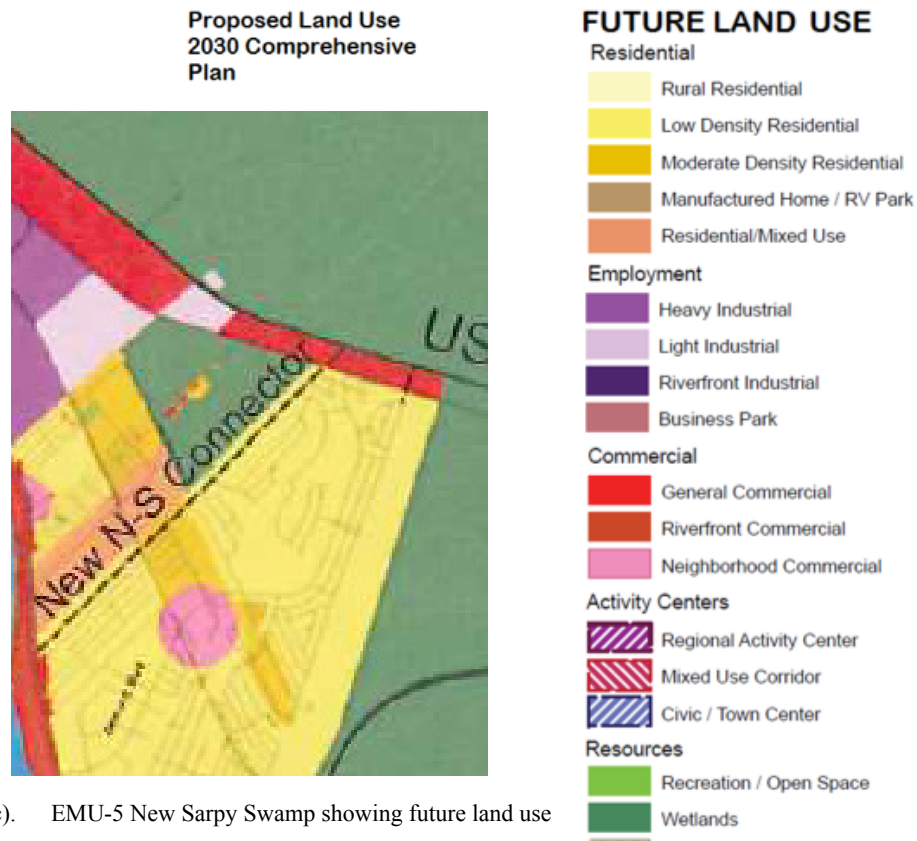 Proposed Land Use
2030 Comprehensive
Plan
US
New N-S Connector
FUTURE LAND USE
Residential
Rural Residential
Low Density Residential
Moderate Density Residential
Manufactured Home / RV Park
Residential/Mixed Use
Employment
Heavy Industrial
Light Industrial
Riverfront Industrial
Business Park
Commercial
General Commercial
Riverfront Commercial
Neighborhood Commercial
Activity Centers
Regional Activity Center
Mixed Use Corridor
Civic / Town Center
Resources
Recreation / Open Space
Wetlands
). EMU-5 New Sarpy Swamp showing future land use